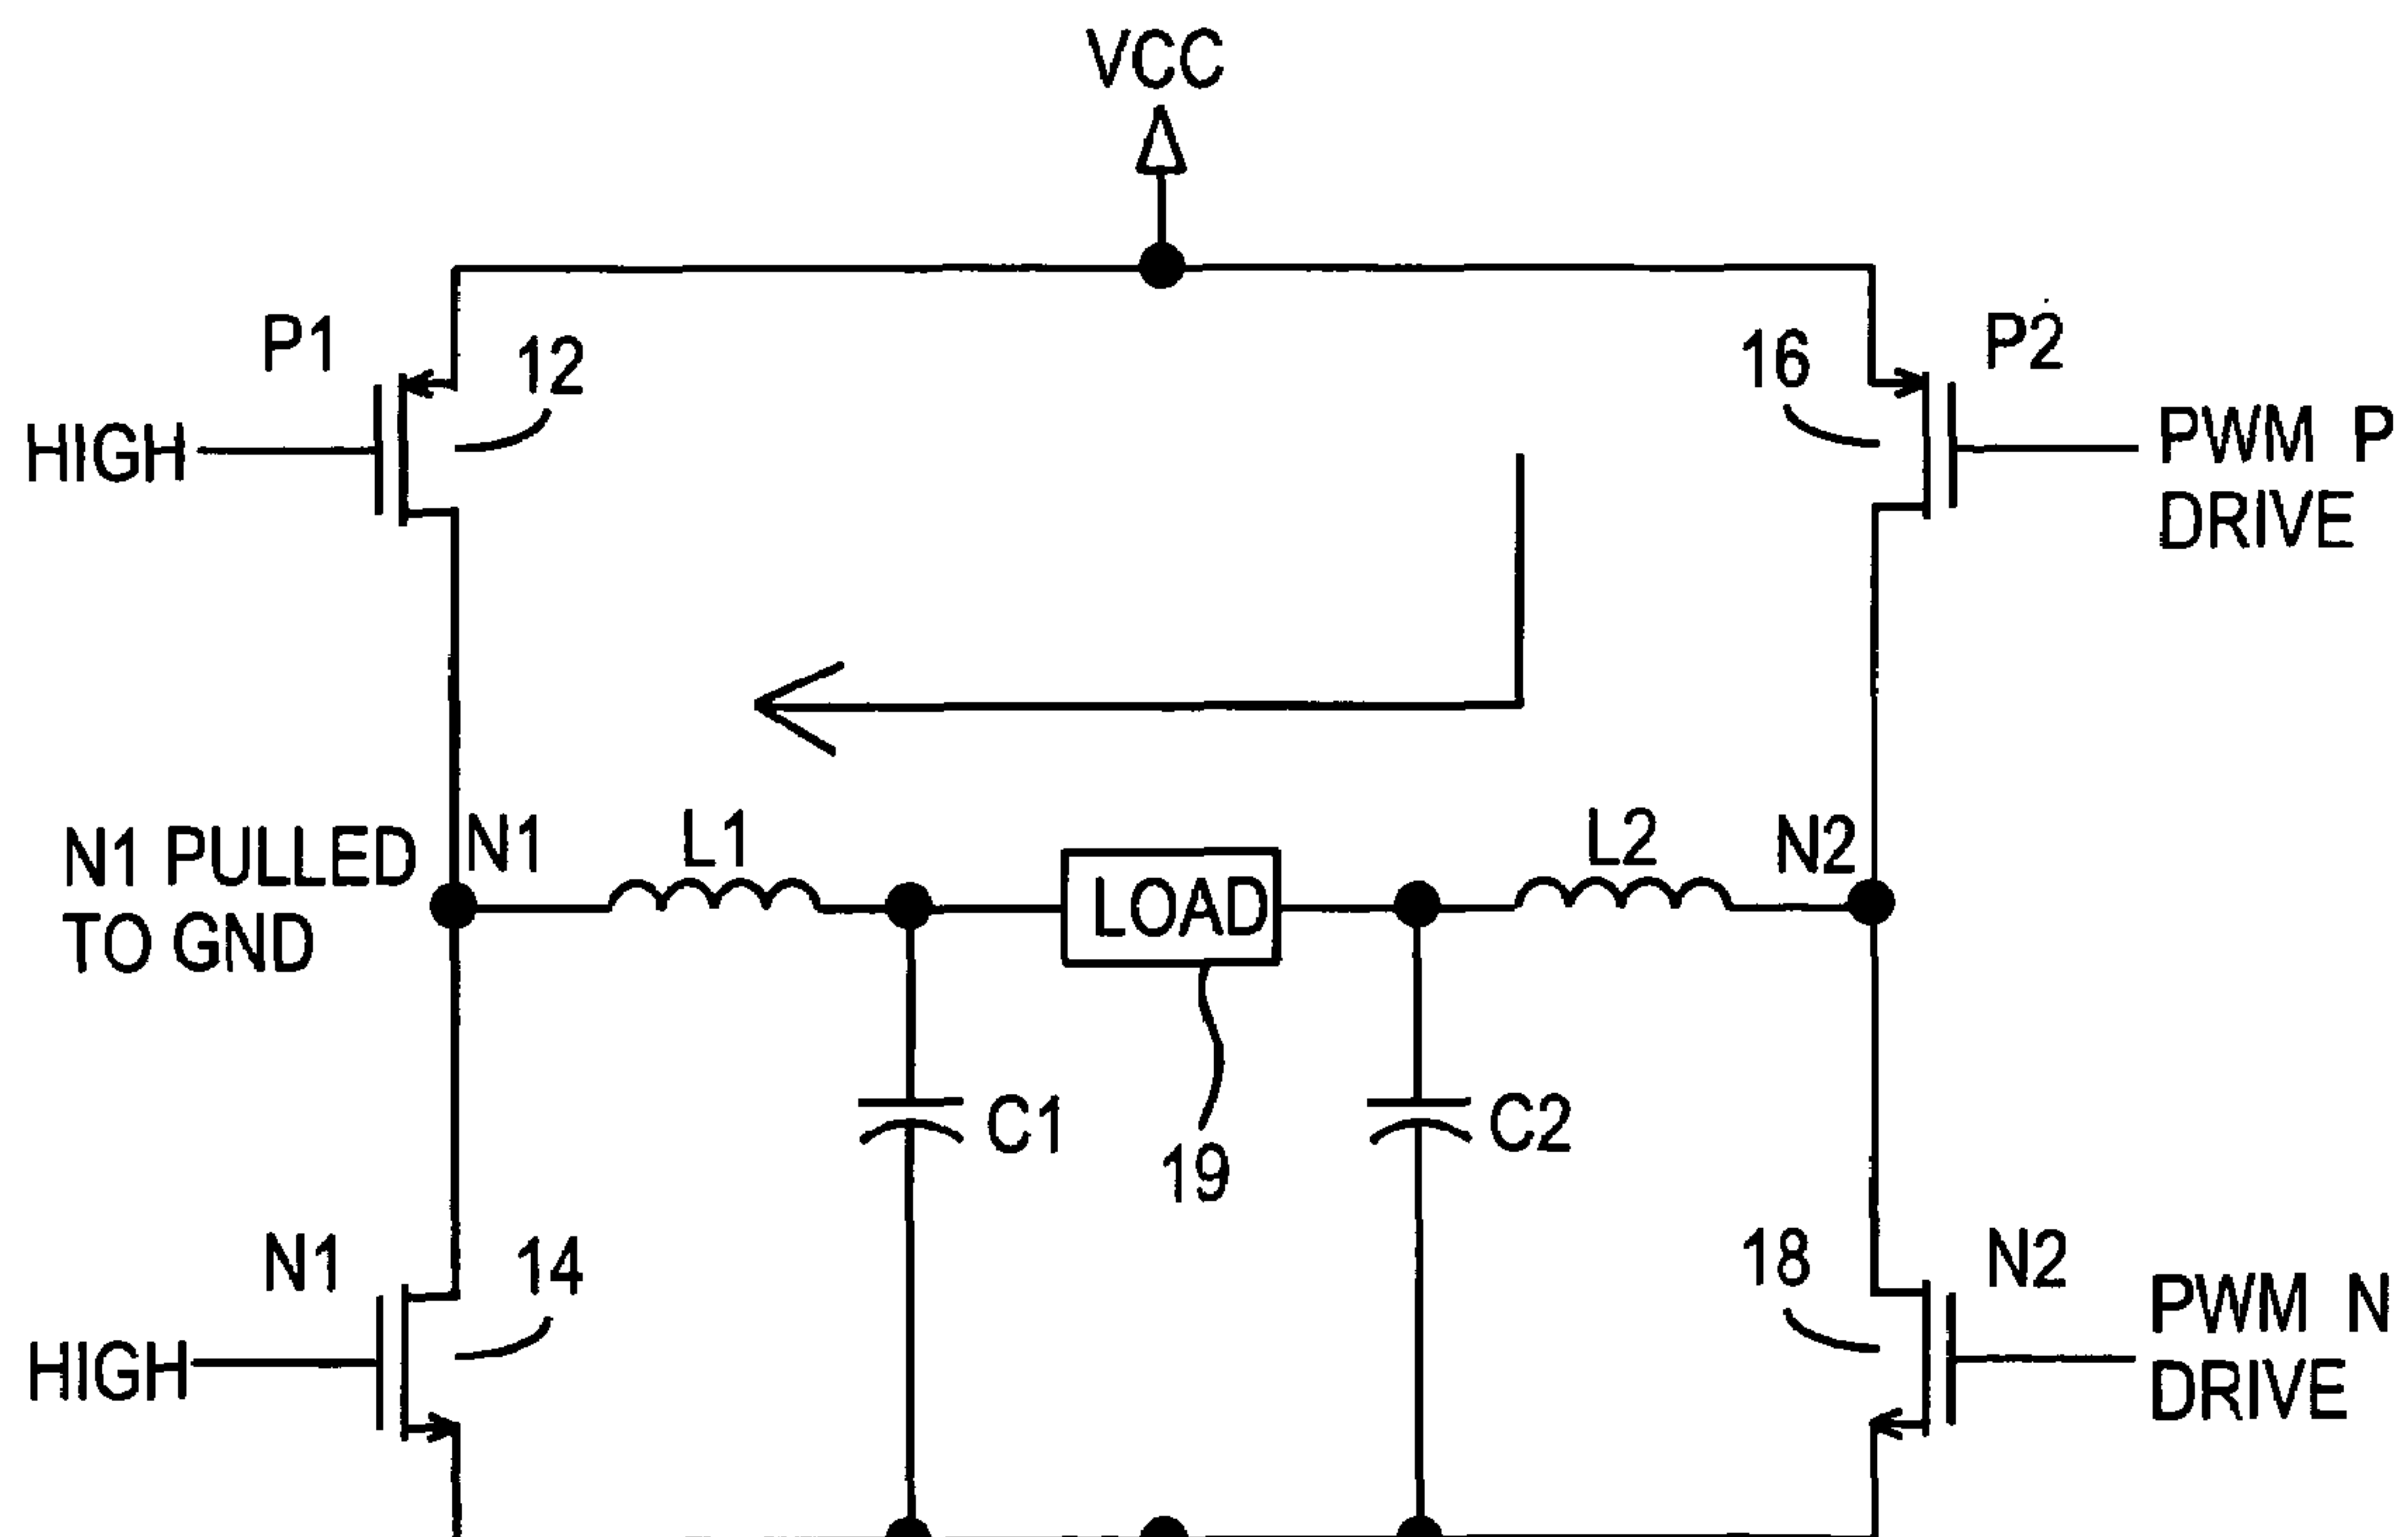 VCC
P1
12
16
P2
HIGH
PWM P
DRIVE
N1 PULLED
TO GND
N1
L1
LOAD
L2
N2
C1
C2
19
N1
14
18
N2
HIGH
PWM N
DRIVE